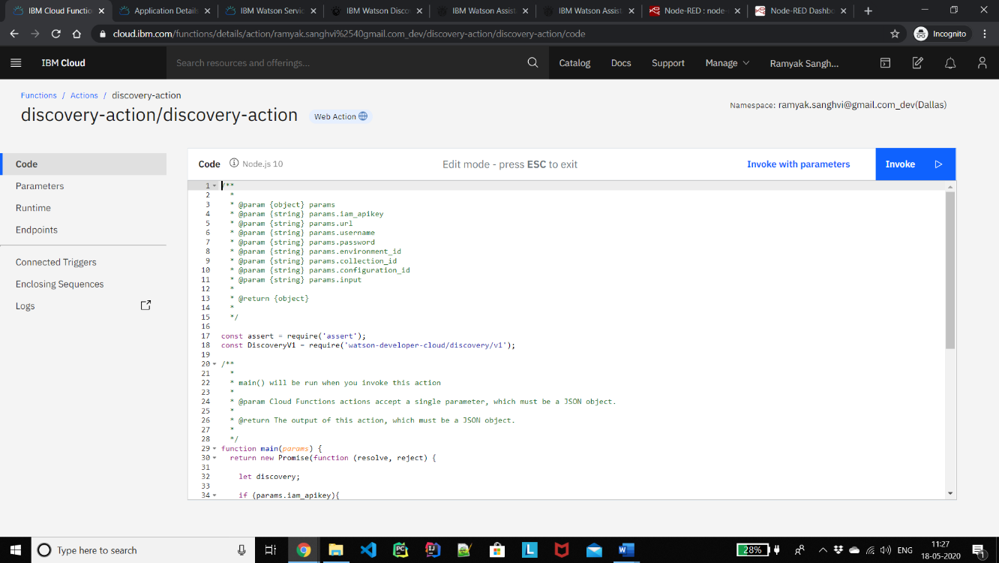 IBM Cloud Functio
Application Details
IBM Watson Servic
IBM Watson Disco
IBM Watson Assist
IBM Watson Assist
Node-RED : node-
Node-RED Dashbo
cloud.ibm.com/functions/details/action/ramyak.sanghvi%2540gmail.com_dev/discovery-action/discovery-action/code
Incognito
IBM Cloud
Search resources and offerings...
Catalog
Docs
Support
Manage
Ramyak Sangh...
Functions / Actions / discovery-action
discovery-action/discovery-action
Web Action
Namespace: ramyak.sanghvi@gmail.com_dev(Dallas)
Code
Parameters
Runtime
Endpoints
Connected Triggers
Enclosing Sequences
Logs
Code Node.js 10
Edit mode - press ESC to exit
Invoke with parameters
Invoke
1 /**
2 *
3 * @param {object} params
4 * @param {string} params.iam_apikey
5 * @param {string} params.url
6 * @param {string} params.username
7 * @param {string} params.password
8 * @param {string} params.environment_id
9 * @param {string} params.collection_id
10 * @param {string} params.configuration_id
11 * @param {string} params.input
12 *
13 * @return {object}
14 *
15 */
16
17 const assert = require('assert');
18 const DiscoveryV1 = require('watson-developer-cloud/discovery/v1');
19
20 /**
21 *
22 * main() will be run when you invoke this action
23 *
24 * @param Cloud Functions actions accept a single parameter, which must be a JSON object.
25 *
26 * @return The output of this action, which must be a JSON object.
27 *
28 */
29 function main(params) {
30 return new Promise(function (resolve, reject) {
31
32 let discovery;
33
34 if (params.iam_apikey){
Type here to search
28%
ENG
11:27
18-05-2020
1